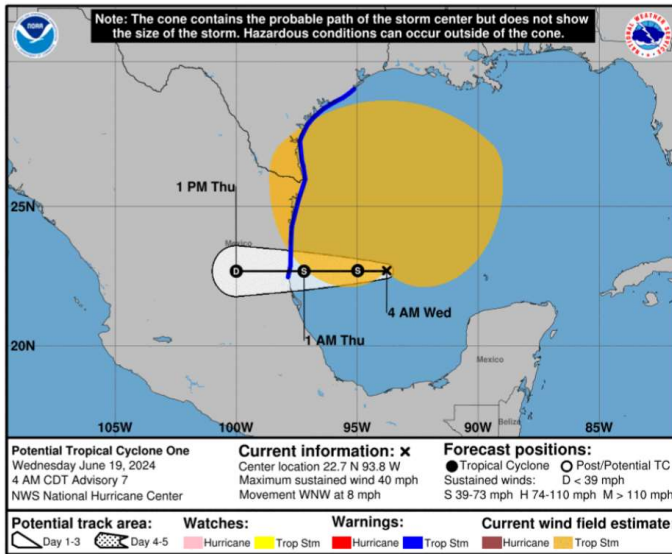 Note: The cone contains the probable path of the storm center but does not show
the size of the storm. Hazardous conditions can occur outside of the cone.
NOAA
1 PM Thu
25N
Mexico
D
S
S
4 AM Wed
1 AM Thu
20N
Mexico
Belize
105W
100W
95W
90W
85W
Potential Tropical Cyclone One
Wednesday June 19, 2024
4 AM CDT Advisory 7
NWS National Hurricane Center
Current information: x
Center location 22.7 N 93.8 W
Maximum sustained wind 40 mph
Movement WNW at 8 mph
Forecast positions:
Tropical Cyclone Post/Potential TC
Sustained winds: D < 39 mph
S 39-73 mph H 74-110 mph M > 110 mph
Potential track area:
Day 1-3 Day 4-5
Watches:
Hurricane Trop Stm
Warnings:
Hurricane Trop Stm
Current wind field estimate
Hurricane Trop Stm